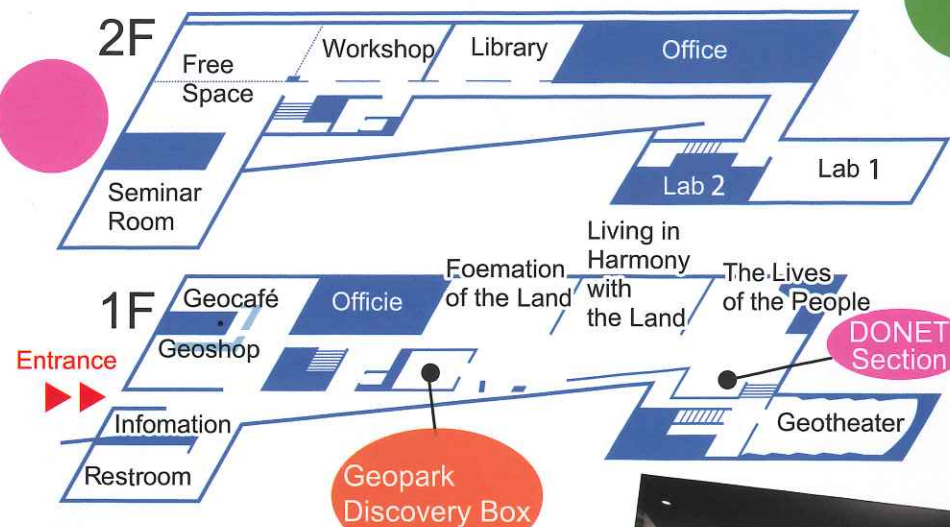 2F
Free
Space
Workshop
Library
Office
Seminar
Room
Lab 2
Lab 1
1F
Geocafé
Geoshop
Officie
Foemation
of the Land
Living in
Harmony
with
the Land
The Lives
of the People
DONET
Section
Entrance
Infomation
Restroom
Geopark
Discovery Box
Geotheater